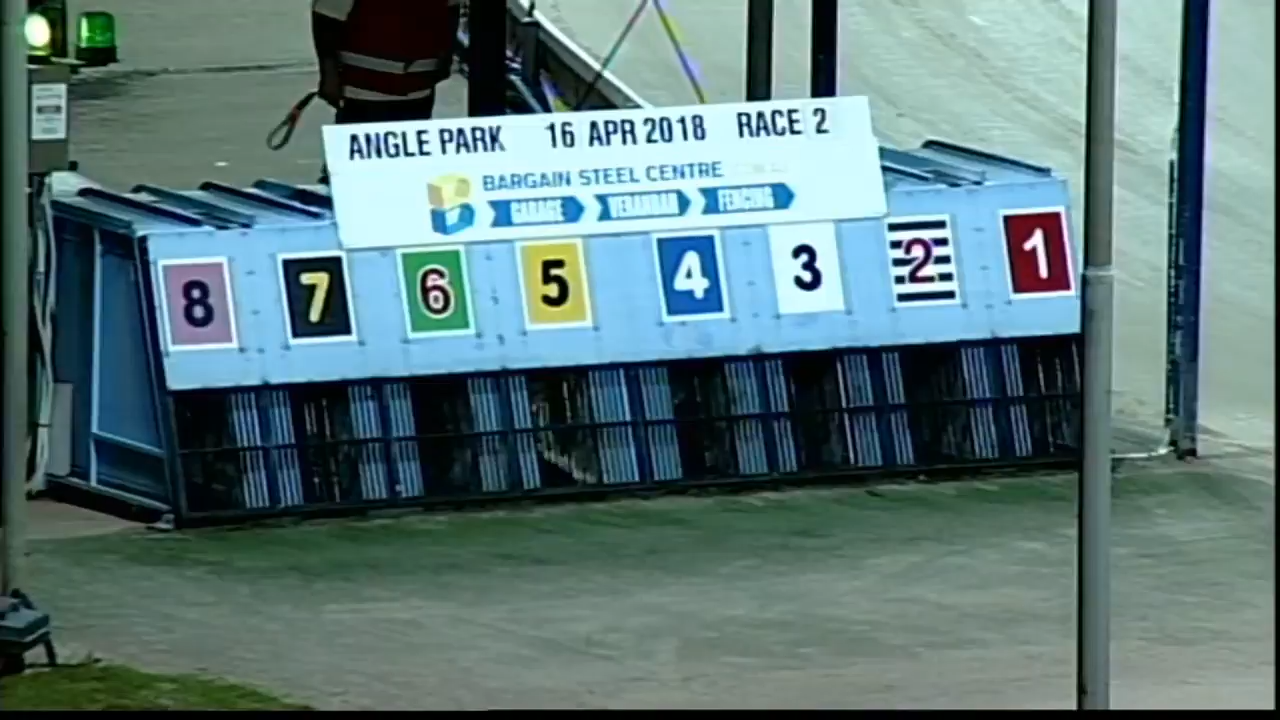 ANGLE PARK 16 APR 2018 RACE 2
BARGAIN STEEL CENTRE
GARAGE VERANDAH FENCING
8 7 6 5 4 3 2 1